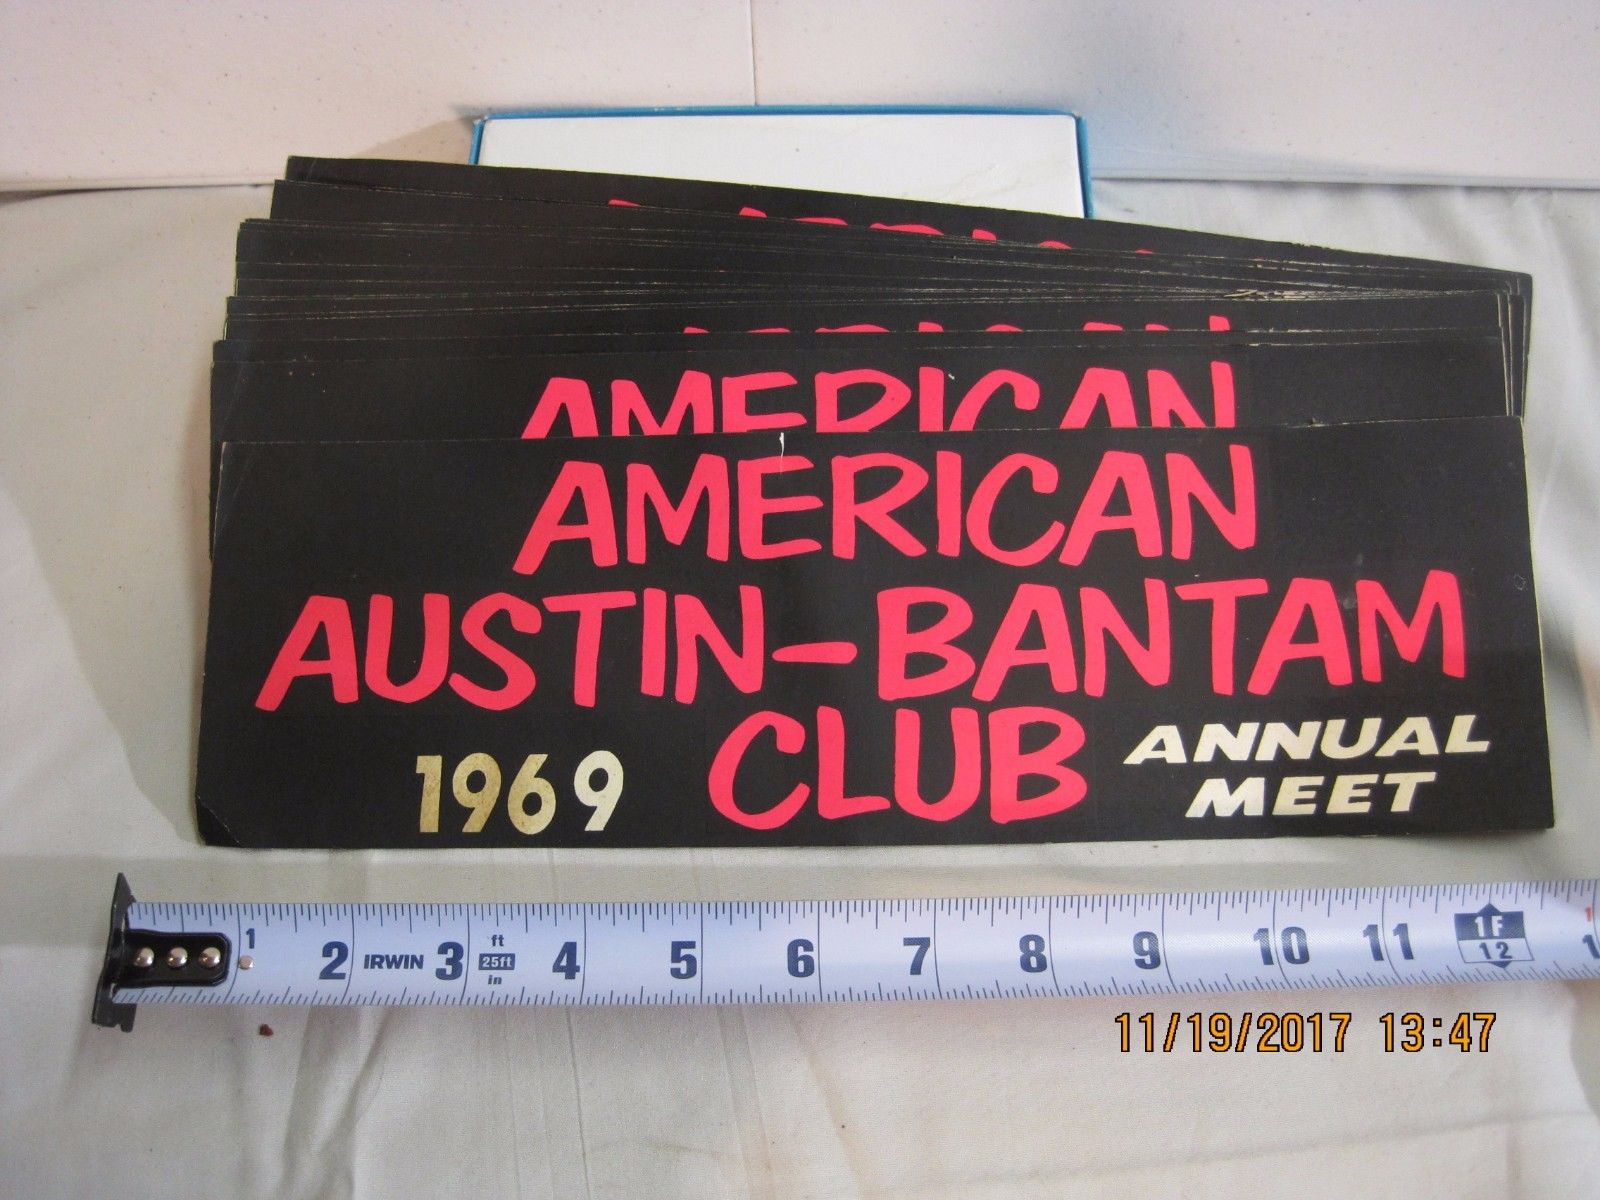 AMERICAN
AMERICAN
AMERICAN
AUSTIN-BANTAM
CLUB
1969
ANNUAL
MEET
1 2 IRWIN 3 ft 25ft in 4 5 6 7 8 9 10 11 1F 12
11/19/2017 13:47